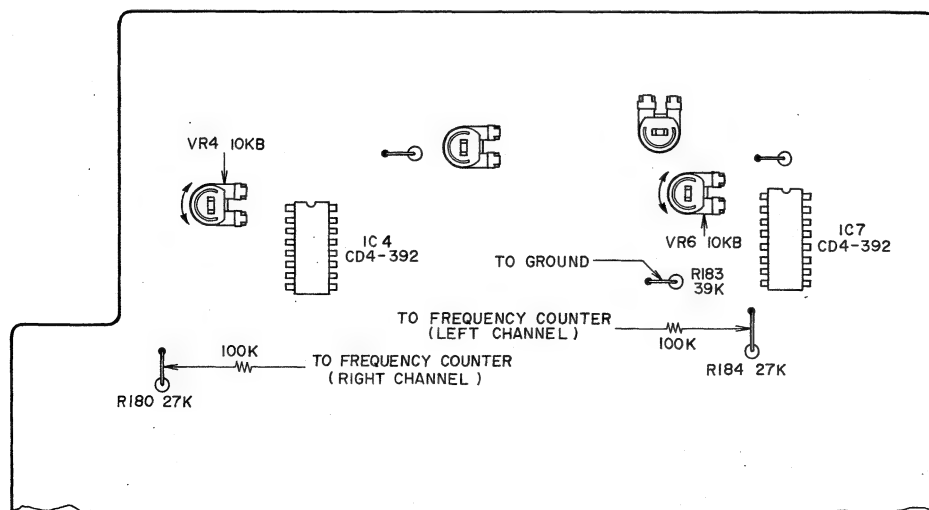 VR4 10KB
IC4
CD4-392
VR6 10KB
IC7
CD4-392
TO GROUND
R183
39K
TO FREQUENCY COUNTER
(LEFT CHANNEL)
100K
R184 27K
100K
TO FREQUENCY COUNTER
(RIGHT CHANNEL)
R180 27K